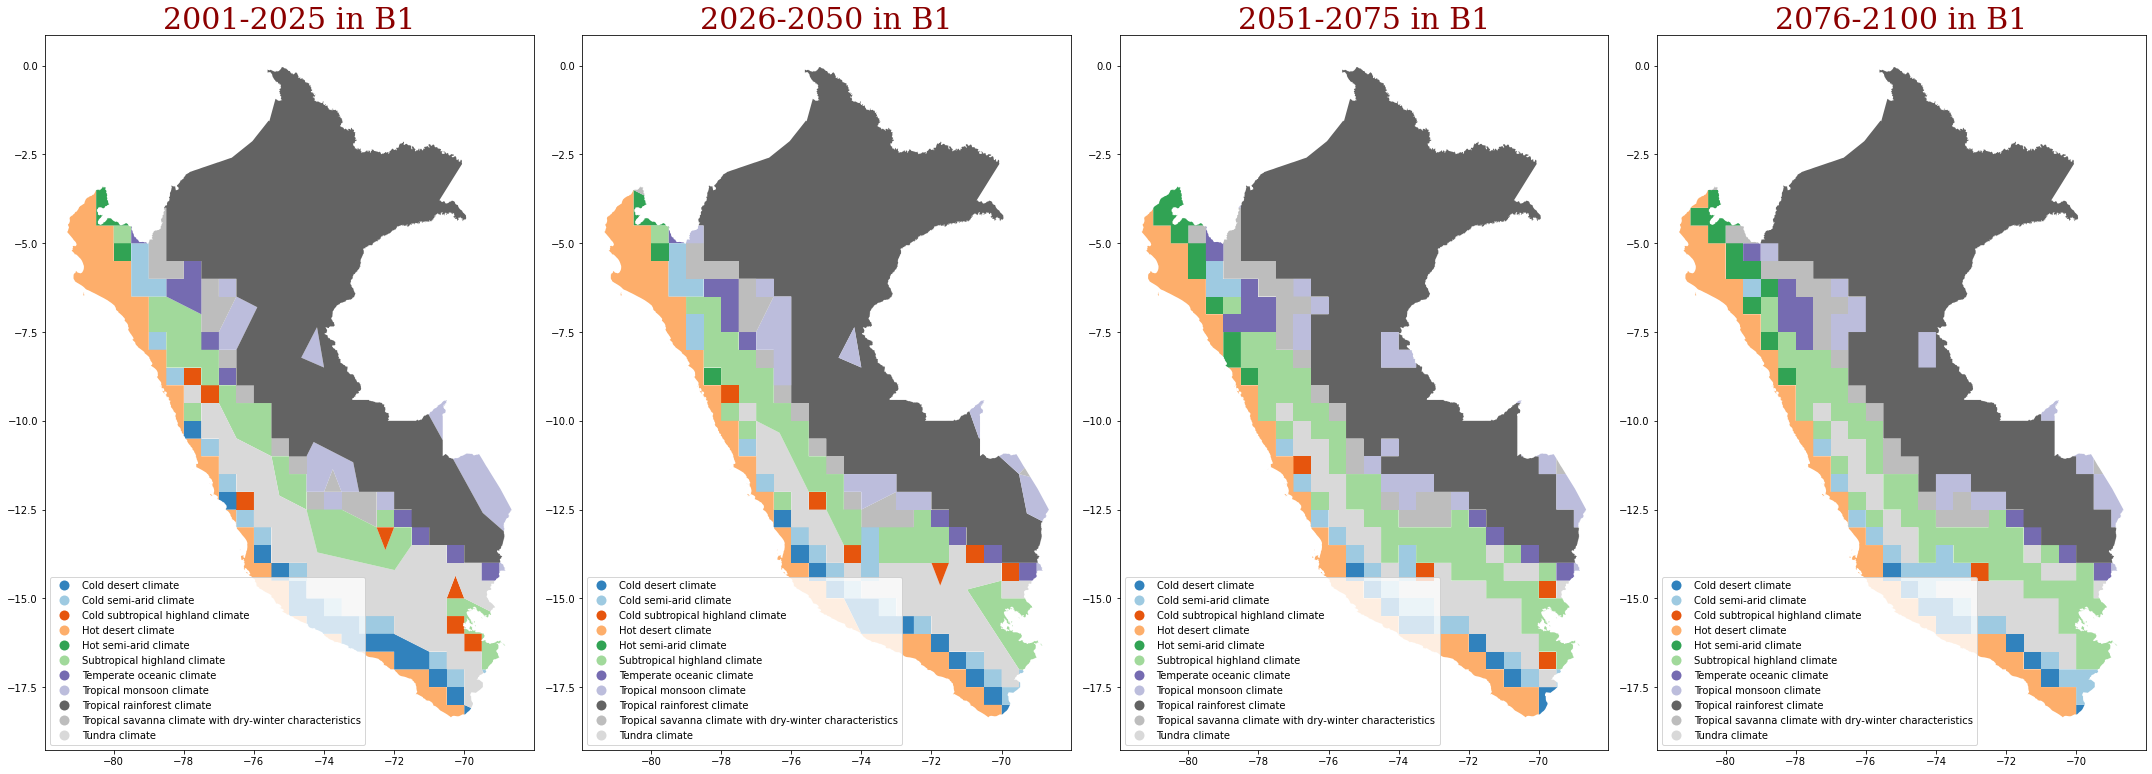 2001-2025 in B1
0.0
−2.5
−5.0
−7.5
−10.0
−12.5
−15.0
−17.5
Cold desert climate
Cold semi-arid climate
Cold subtropical highland climate
Hot desert climate
Hot semi-arid climate
Subtropical highland climate
Temperate oceanic climate
Tropical monsoon climate
Tropical rainforest climate
Tropical savanna climate with dry-winter characteristics
Tundra climate
−80 −78 −76 −74 −72 −70
2026-2050 in B1
0.0
−2.5
−5.0
−7.5
−10.0
−12.5
−15.0
−17.5
Cold desert climate
Cold semi-arid climate
Cold subtropical highland climate
Hot desert climate
Hot semi-arid climate
Subtropical highland climate
Temperate oceanic climate
Tropical monsoon climate
Tropical rainforest climate
Tropical savanna climate with dry-winter characteristics
Tundra climate
−80 −78 −76 −74 −72 −70
2051-2075 in B1
0.0
−2.5
−5.0
−7.5
−10.0
−12.5
−15.0
−17.5
Cold desert climate
Cold semi-arid climate
Cold subtropical highland climate
Hot desert climate
Hot semi-arid climate
Subtropical highland climate
Temperate oceanic climate
Tropical monsoon climate
Tropical rainforest climate
Tropical savanna climate with dry-winter characteristics
Tundra climate
−80 −78 −76 −74 −72 −70
2076-2100 in B1
0.0
−2.5
−5.0
−7.5
−10.0
−12.5
−15.0
−17.5
Cold desert climate
Cold semi-arid climate
Cold subtropical highland climate
Hot desert climate
Hot semi-arid climate
Subtropical highland climate
Temperate oceanic climate
Tropical monsoon climate
Tropical rainforest climate
Tropical savanna climate with dry-winter characteristics
Tundra climate
−80 −78 −76 −74 −72 −70